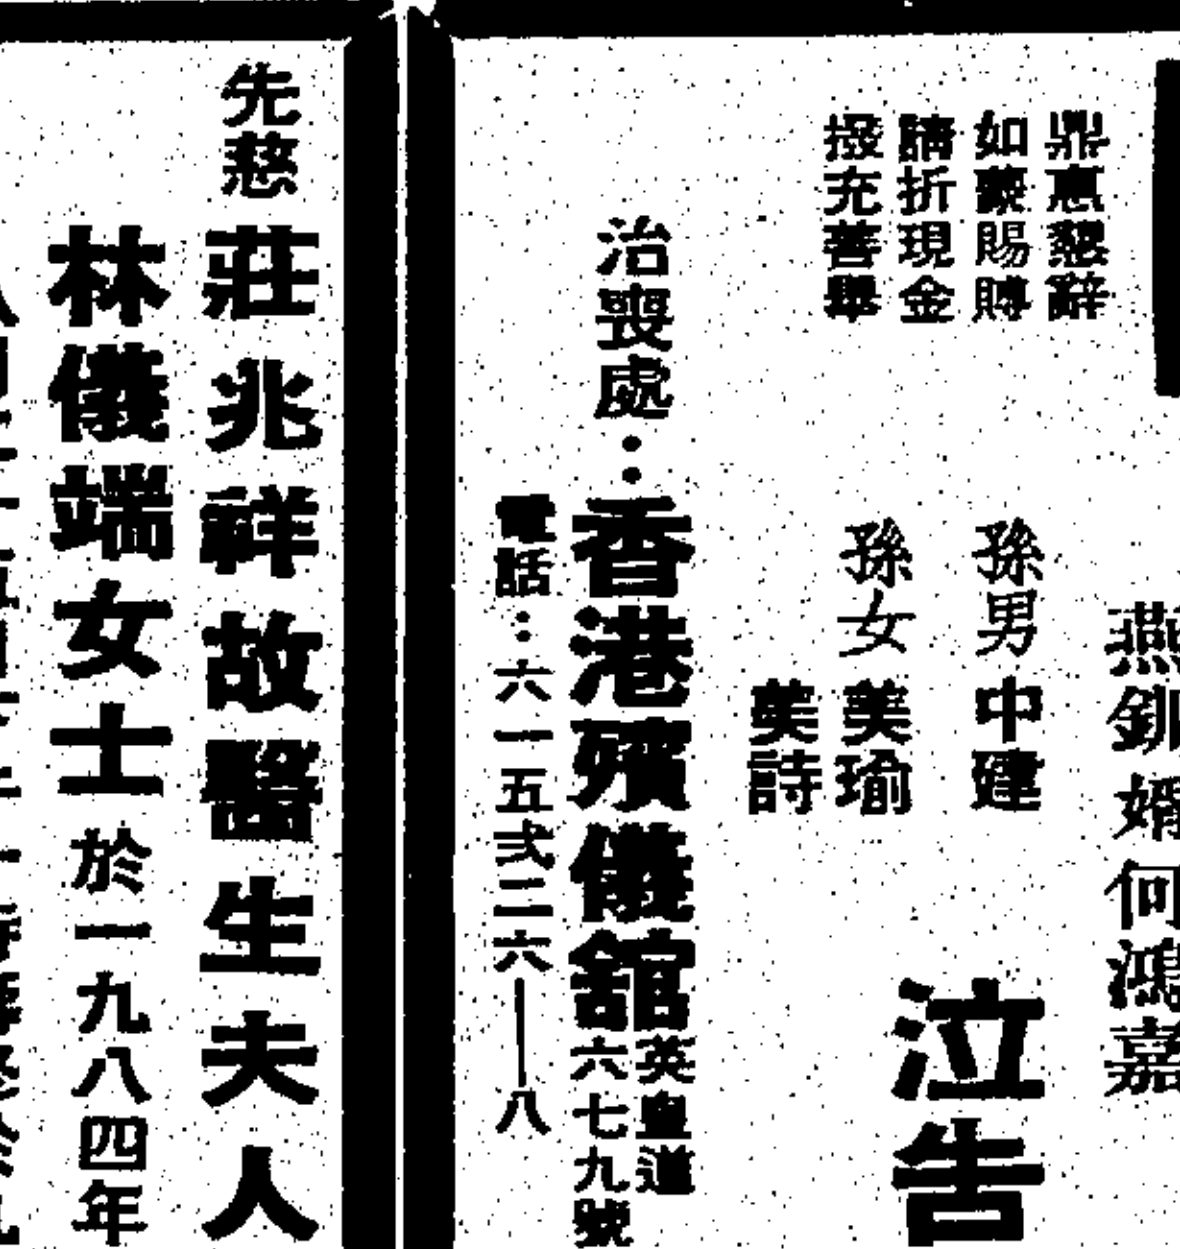 燕釧婿何鴻嘉
鼎惠懇辭
如蒙賜賻
請折現金
撥充善舉
孫男中建
孫女美瑜
美詩
泣告
治喪處：香港殯儀館英皇道六七九號
電話：六一五弍二六——八
先慈莊兆祥故醫生夫人
林儀端女士於一九八四年